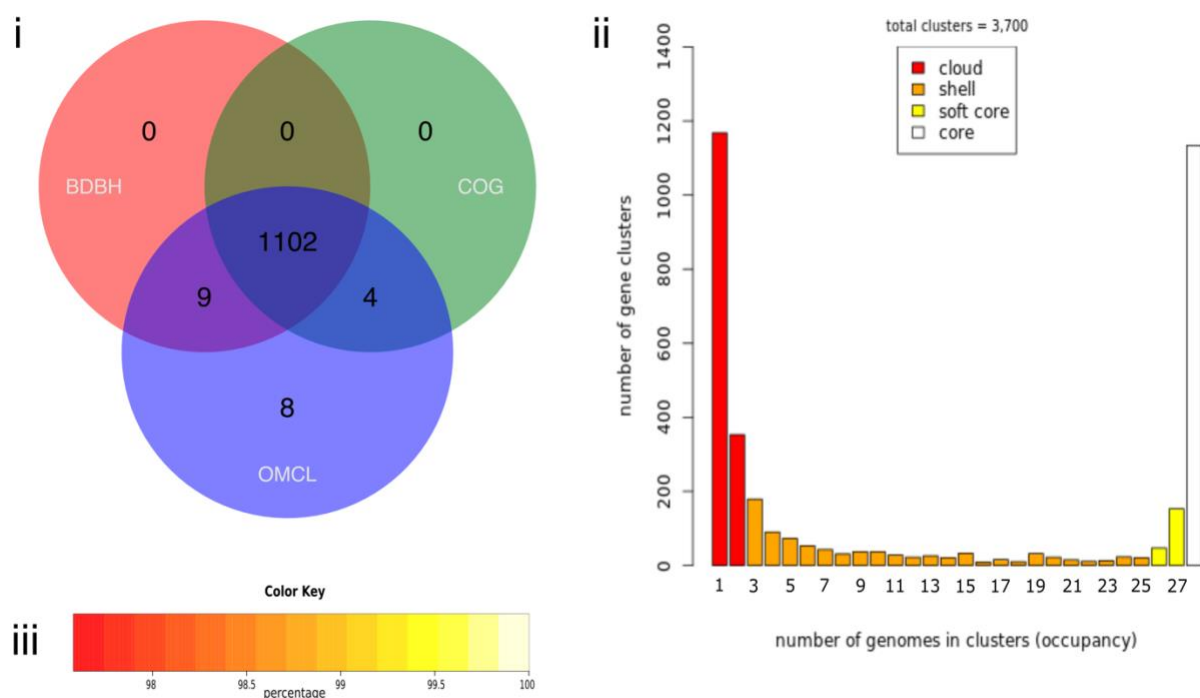 i
0
0
0
BDBH
COG
1102
9
4
8
OMCL
ii
total clusters = 3,700
cloud
shell
soft core
core
number of gene clusters
0
200
400
600
800
1000
1200
1400
1 3 5 7 9 11 13 15 17 19 21 23 25 27
number of genomes in clusters (occupancy)
iii
Color Key
98 98.5 99 99.5 100
percentage